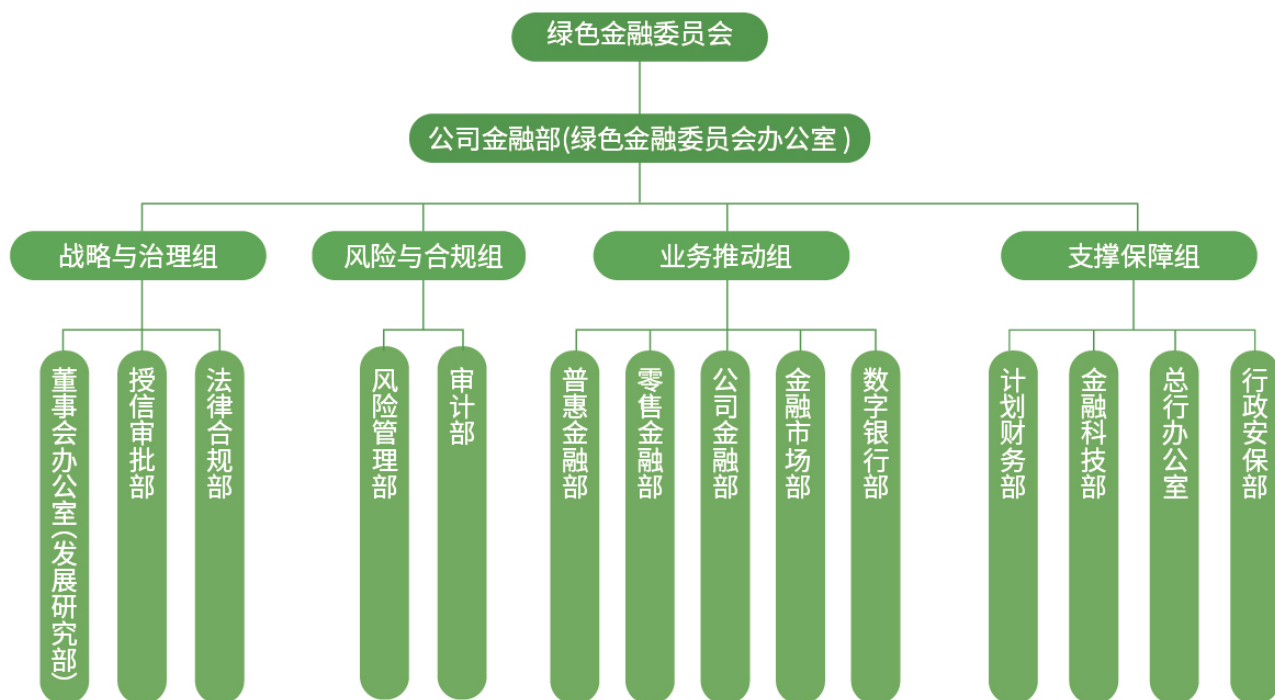 绿色金融委员会
公司金融部(绿色金融委员会办公室)
战略与治理组
风险与合规组
业务推动组
支撑保障组
董事会办公室(发展研究部)
授信审批部
法律合规部
风险管理部
审计部
普惠金融部
零售金融部
公司金融部
金融市场部
数字银行部
计划财务部
金融科技部
总行办公室
行政安保部